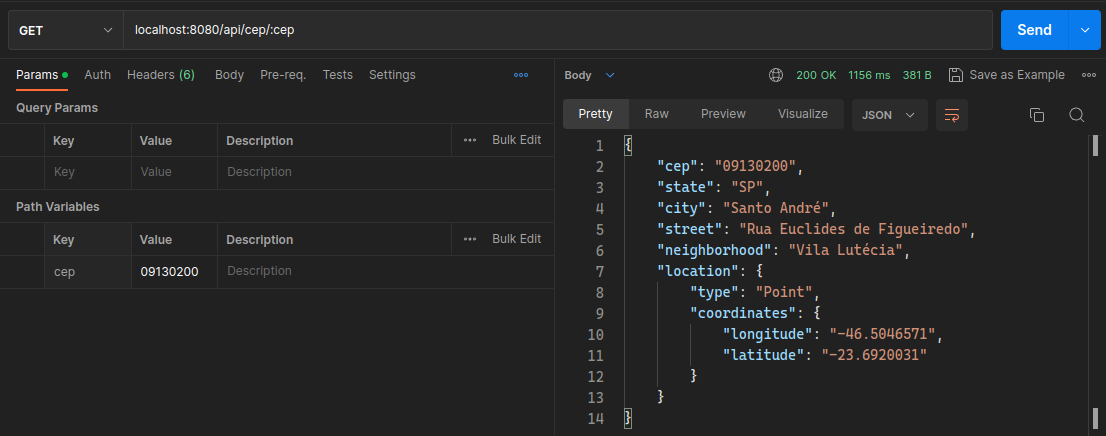 GET
localhost:8080/api/cep/:cep
Send
Params Auth Headers (6) Body Pre-req. Tests Settings
Query Params
Key Value Description Bulk Edit
Key Value Description
Path Variables
Key Value Description Bulk Edit
cep 09130200 Description
Body 200 OK 1156 ms 381 B Save as Example
Pretty Raw Preview Visualize JSON
1 {
2 "cep": "09130200",
3 "state": "SP",
4 "city": "Santo André",
5 "street": "Rua Euclides de Figueiredo",
6 "neighborhood": "Vila Lutécia",
7 "location": {
8 "type": "Point",
9 "coordinates": {
10 "longitude": "-46.5046571",
11 "latitude": "-23.6920031"
12 }
13 }
14 }